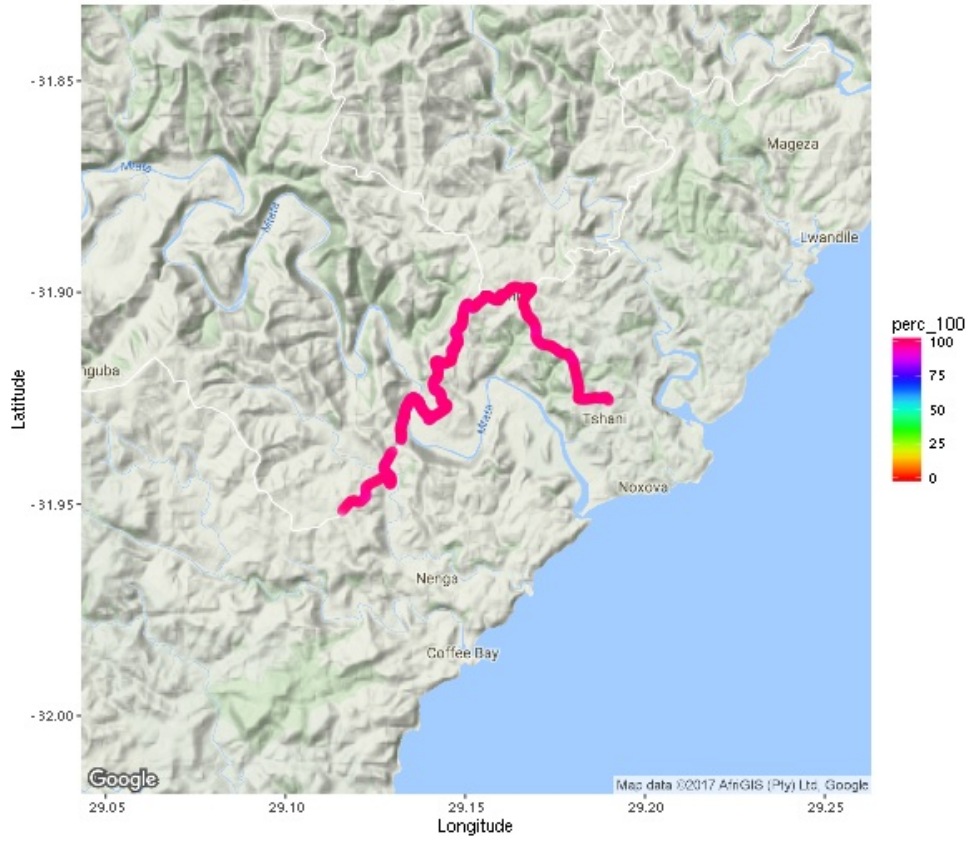 -31.85
-31.90
-31.95
-32.00
Latitude
Mtata
Mtata
Mageza
Lwandile
nguba
Mtata
Tshani
Noxova
Nenga
Coffee Bay
Google
Map data ©2017 AfriGIS (Pty) Ltd, Google
29.05
29.10
29.15
29.20
29.25
Longitude
perc_100
100
75
50
25
0